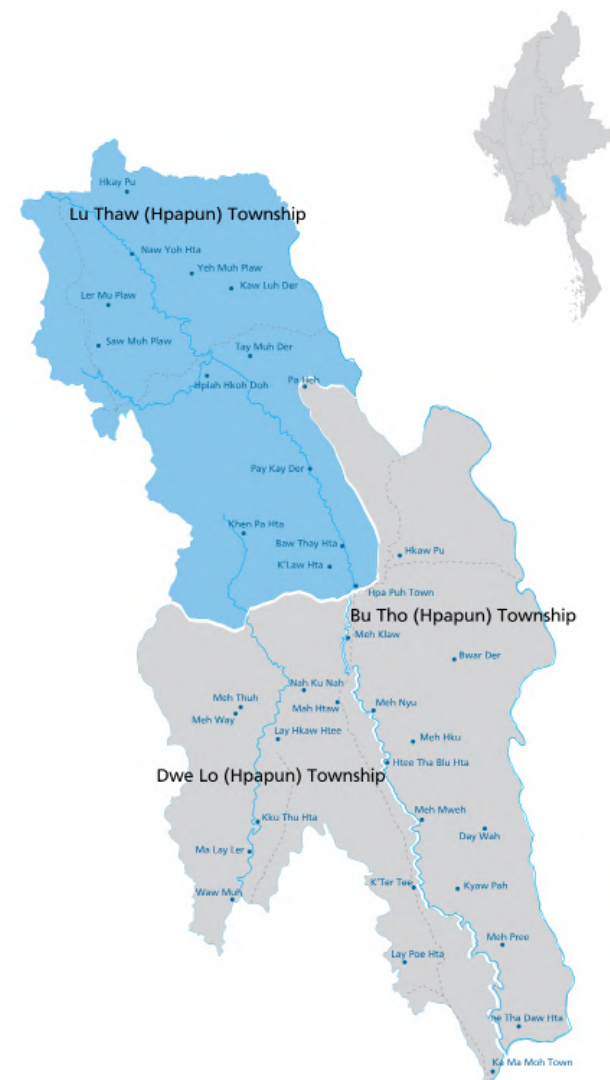 Hkay Pu
Lu Thaw (Hpapun) Township
Naw Yoh Hta
Yeh Muh Plaw
Kaw Luh Der
Ler Mu Plaw
Saw Muh Plaw
Tay Muh Der
Hplah Hkoh Doh
Pa Heh
Pay Kay Der
Khen Pa Hta
Baw Thay Hta
Hkaw Pu
K'Law Hta
Hpa Puh Town
Bu Tho (Hpapun) Township
Meh Klaw
Bwar Der
Nah Ku Nah
Meh Thuh
Mah Htaw
Meh Way
Meh Nyu
Lay Hkaw Htee
Meh Hku
Htee Tha Blu Hta
Dwe Lo (Hpapun) Township
Kku Thu Hta
Meh Mweh
Day Wah
Ma Lay Ler
K'Ter Tee
Kyaw Pah
Waw Muh
Meh Pree
Lay Poe Hta
me Tha Daw Hta
Ka Ma Moh Town